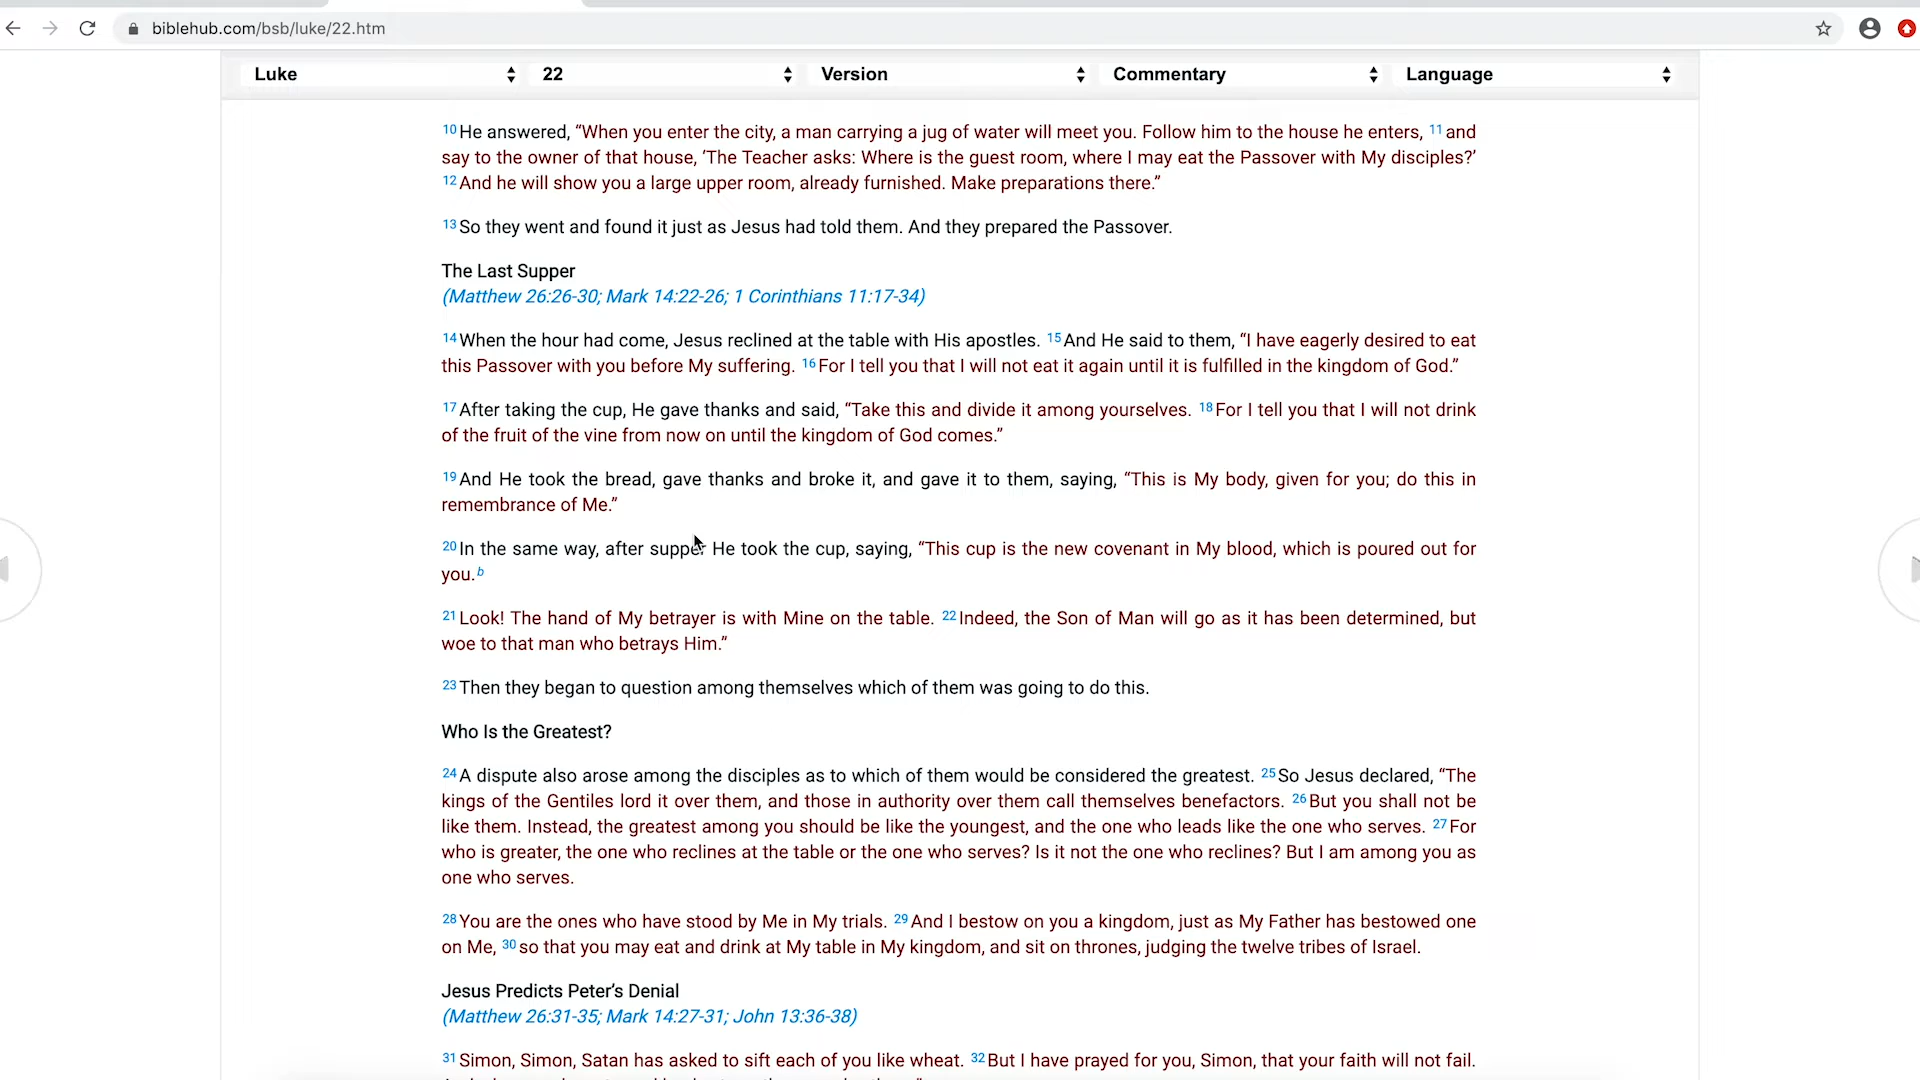 biblehub.com/bsb/luke/22.htm
Luke 22 Version Commentary Language
10 He answered, “When you enter the city, a man carrying a jug of water will meet you. Follow him to the house he enters, 11 and
say to the owner of that house, ‘The Teacher asks: Where is the guest room, where I may eat the Passover with My disciples?’
12 And he will show you a large upper room, already furnished. Make preparations there.”
13 So they went and found it just as Jesus had told them. And they prepared the Passover.
The Last Supper
(Matthew 26:26-30; Mark 14:22-26; 1 Corinthians 11:17-34)
14 When the hour had come, Jesus reclined at the table with His apostles. 15 And He said to them, “I have eagerly desired to eat
this Passover with you before My suffering. 16 For I tell you that I will not eat it again until it is fulfilled in the kingdom of God.”
17 After taking the cup, He gave thanks and said, “Take this and divide it among yourselves. 18 For I tell you that I will not drink
of the fruit of the vine from now on until the kingdom of God comes.”
19 And He took the bread, gave thanks and broke it, and gave it to them, saying, “This is My body, given for you; do this in
remembrance of Me.”
20 In the same way, after supper He took the cup, saying, “This cup is the new covenant in My blood, which is poured out for
you. b
21 Look! The hand of My betrayer is with Mine on the table. 22 Indeed, the Son of Man will go as it has been determined, but
woe to that man who betrays Him.”
23 Then they began to question among themselves which of them was going to do this.
Who Is the Greatest?
24 A dispute also arose among the disciples as to which of them would be considered the greatest. 25 So Jesus declared, “The
kings of the Gentiles lord it over them, and those in authority over them call themselves benefactors. 26 But you shall not be
like them. Instead, the greatest among you should be like the youngest, and the one who leads like the one who serves. 27 For
who is greater, the one who reclines at the table or the one who serves? Is it not the one who reclines? But I am among you as
one who serves.
28 You are the ones who have stood by Me in My trials. 29 And I bestow on you a kingdom, just as My Father has bestowed one
on Me, 30 so that you may eat and drink at My table in My kingdom, and sit on thrones, judging the twelve tribes of Israel.
Jesus Predicts Peter’s Denial
(Matthew 26:31-35; Mark 14:27-31; John 13:36-38)
31 Simon, Simon, Satan has asked to sift each of you like wheat. 32 But I have prayed for you, Simon, that your faith will not fail.